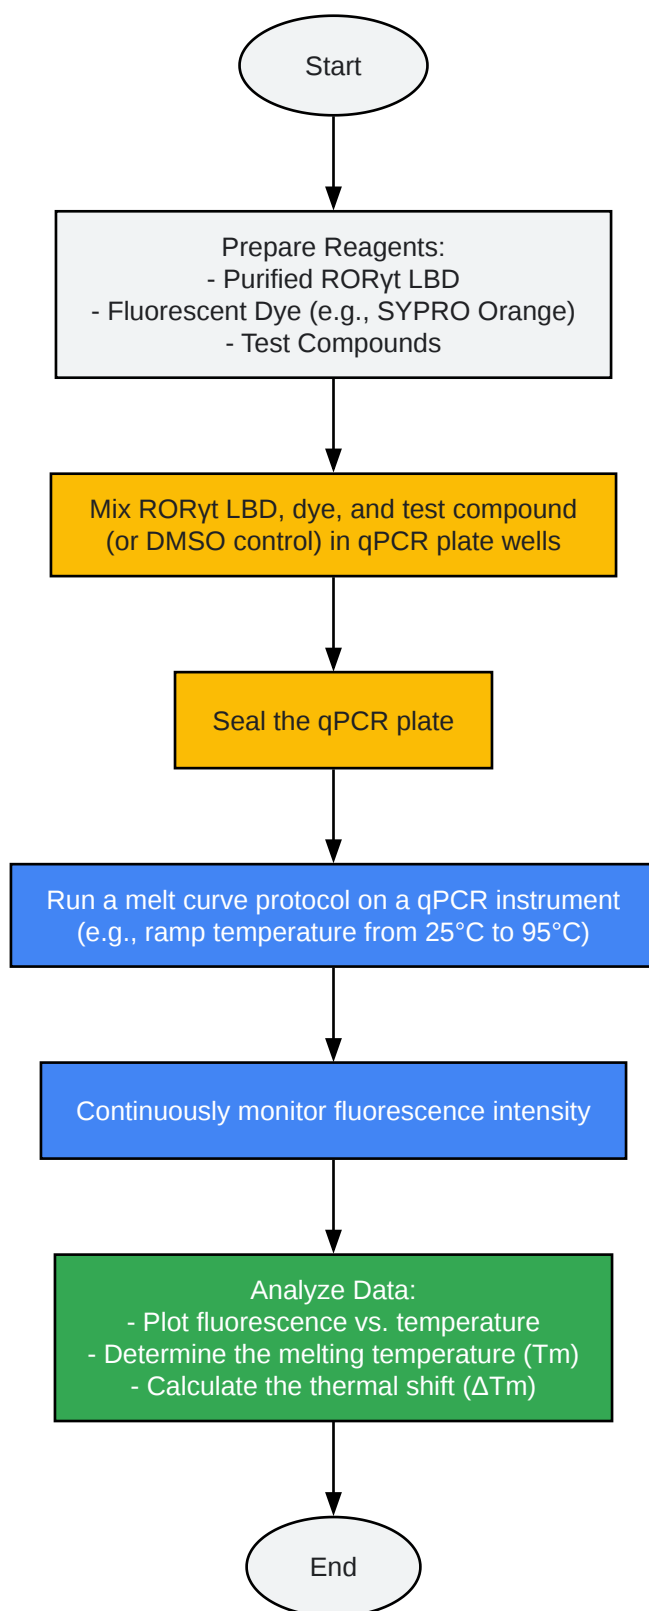 Start
Prepare Reagents:
- Purified RORγt LBD
- Fluorescent Dye (e.g., SYPRO Orange)
- Test Compounds
Mix RORγt LBD, dye, and test compound
(or DMSO control) in qPCR plate wells
Seal the qPCR plate
Run a melt curve protocol on a qPCR instrument
(e.g., ramp temperature from 25°C to 95°C)
Continuously monitor fluorescence intensity
Analyze Data:
- Plot fluorescence vs. temperature
- Determine the melting temperature (Tm)
- Calculate the thermal shift (ΔTm)
End